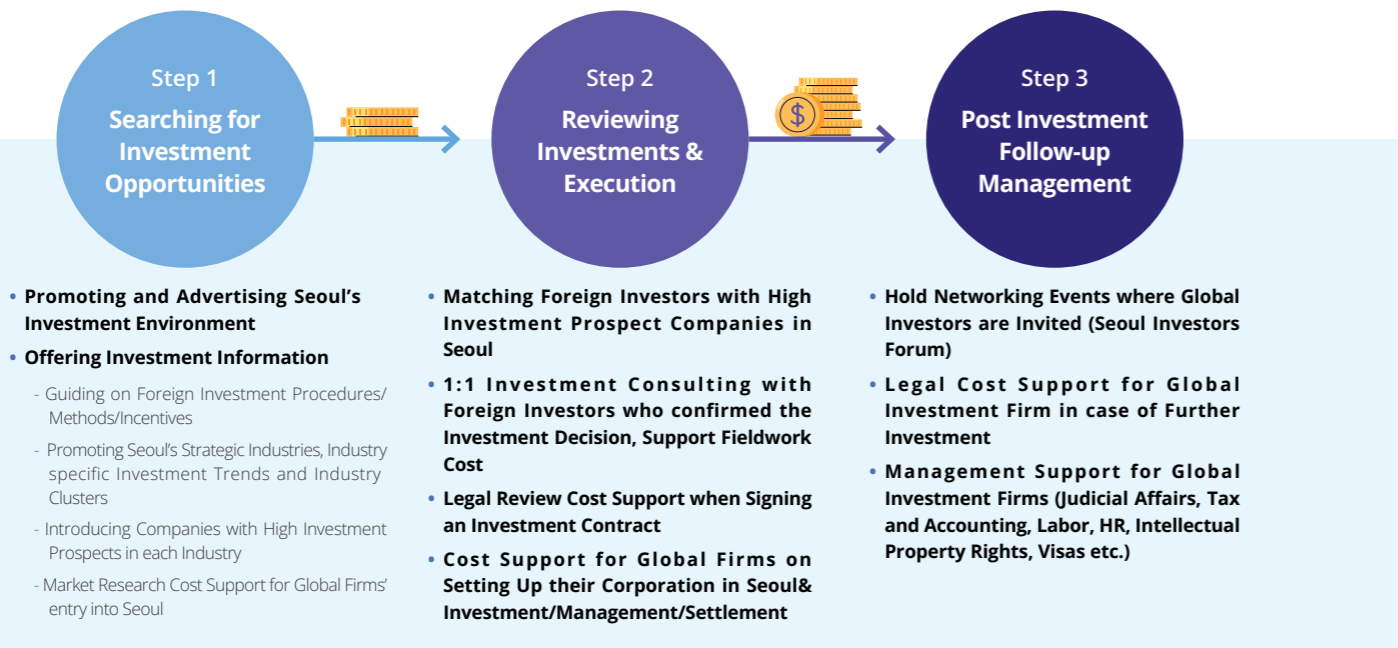 Step 1
Searching for
Investment
Opportunities
Step 2
Reviewing
Investments &
Execution
$
Step 3
Post Investment
Follow-up
Management
• Promoting and Advertising Seoul’s
Investment Environment
• Offering Investment Information
- Guiding on Foreign Investment Procedures/
Methods/Incentives
- Promoting Seoul’s Strategic Industries, Industry
specific Investment Trends and Industry
Clusters
- Introducing Companies with High Investment
Prospects in each Industry
- Market Research Cost Support for Global Firms’
entry into Seoul
• Matching Foreign Investors with High
Investment Prospect Companies in
Seoul
• 1:1 Investment Consulting with
Foreign Investors who confirmed the
Investment Decision, Support Fieldwork
Cost
• Legal Review Cost Support when Signing
an Investment Contract
• Cost Support for Global Firms on
Setting Up their Corporation in Seoul&
Investment/Management/Settlement
• Hold Networking Events where Global
Investors are Invited (Seoul Investors
Forum)
• Legal Cost Support for Global
Investment Firm in case of Further
Investment
• Management Support for Global
Investment Firms (Judicial Affairs, Tax
and Accounting, Labor, HR, Intellectual
Property Rights, Visas etc.)